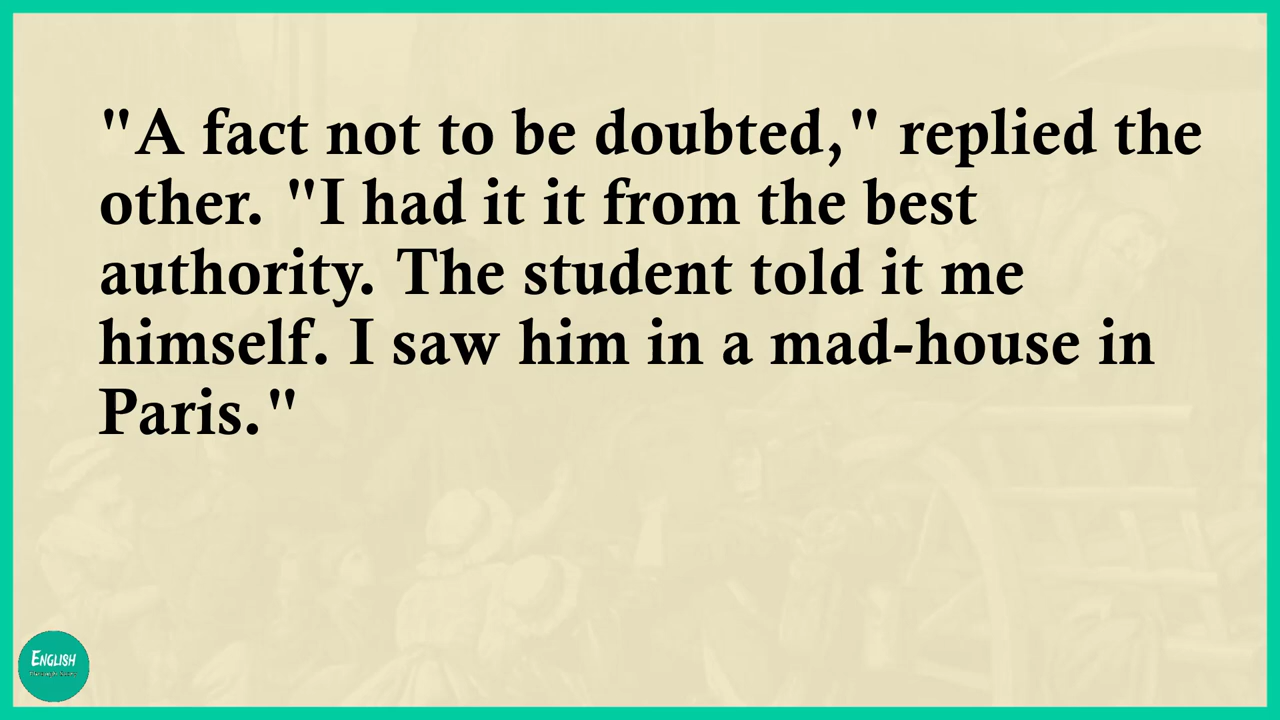 "A fact not to be doubted," replied the
other. "I had it it from the best
authority. The student told it me
himself. I saw him in a mad-house in
Paris."
ENGLISH